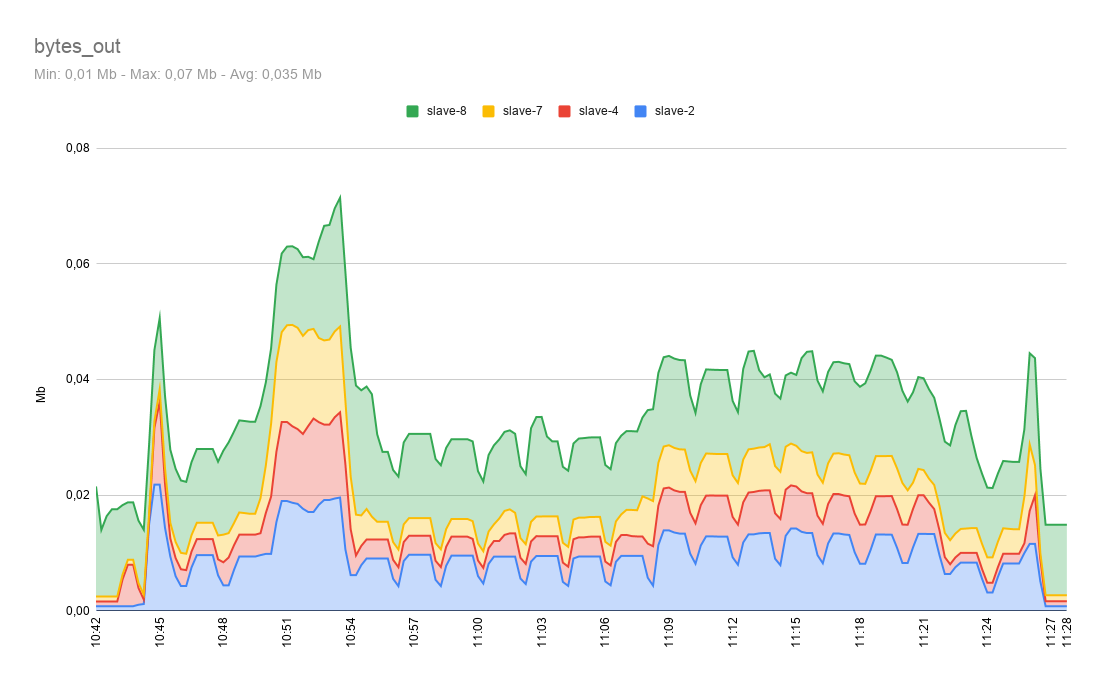 bytes_out
Min: 0,01 Mb - Max: 0,07 Mb - Avg: 0,035 Mb
slave-8 slave-7 slave-4 slave-2
0,08
0,06
0,04
0,02
0,00
Mb
10:42 10:45 10:48 10:51 10:54 10:57 11:00 11:03 11:06 11:09 11:12 11:15 11:18 11:21 11:24 11:27 11:28